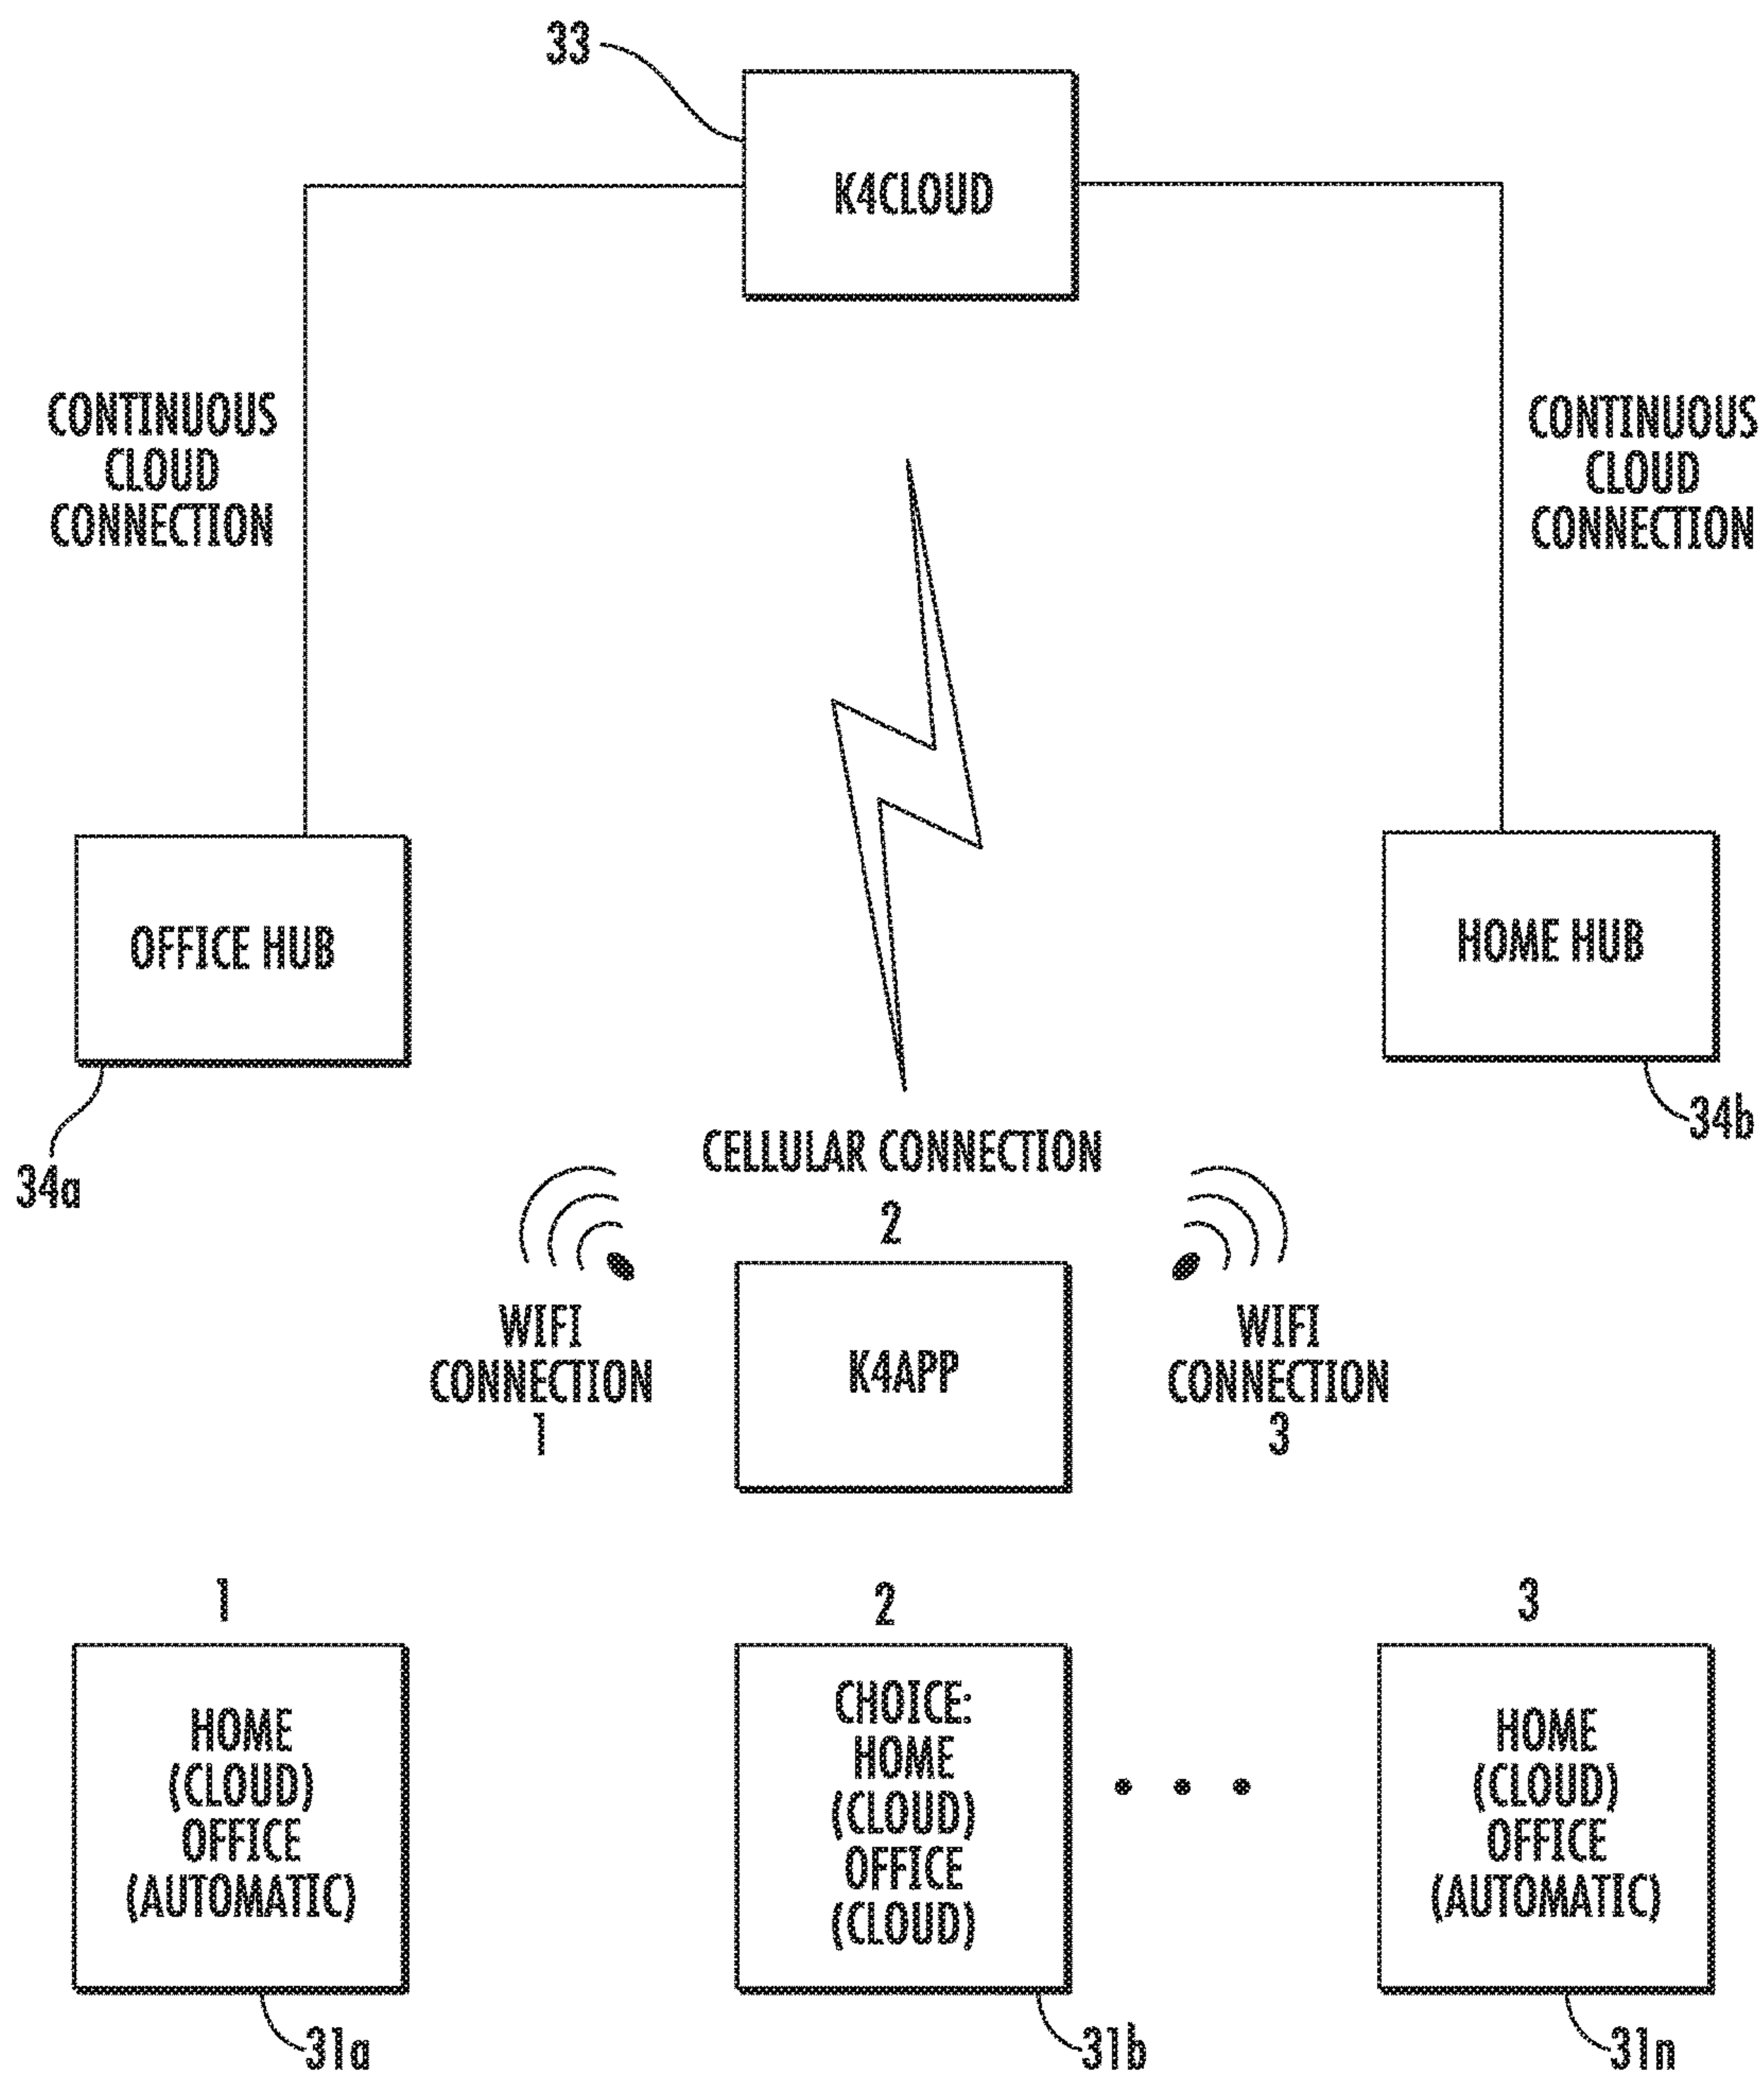 33
K4CLOUD
CONTINUOUS
CLOUD
CONNECTION
CONTINUOUS
CLOUD
CONNECTION
OFFICE HUB
HOME HUB
34a
34b
CELLULAR CONNECTION
2
WIFI
CONNECTION
1
K4APP
WIFI
CONNECTION
3
1
HOME
(CLOUD)
OFFICE
(AUTOMATIC)
31a
2
CHOICE:
HOME
(CLOUD)
OFFICE
(CLOUD)
31b
3
HOME
(CLOUD)
OFFICE
(AUTOMATIC)
31n